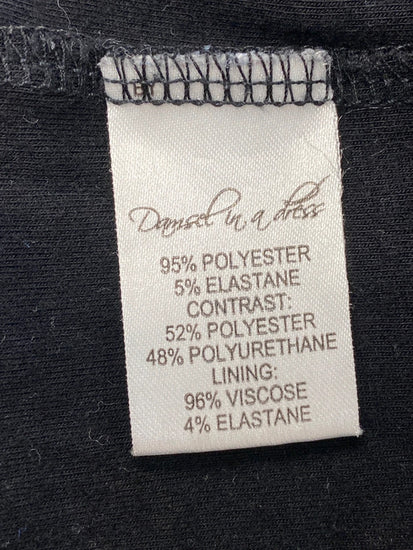 Damsel in a dress
95% POLYESTER
5% ELASTANE
CONTRAST:
52% POLYESTER
48% POLYURETHANE
LINING:
96% VISCOSE
4% ELASTANE